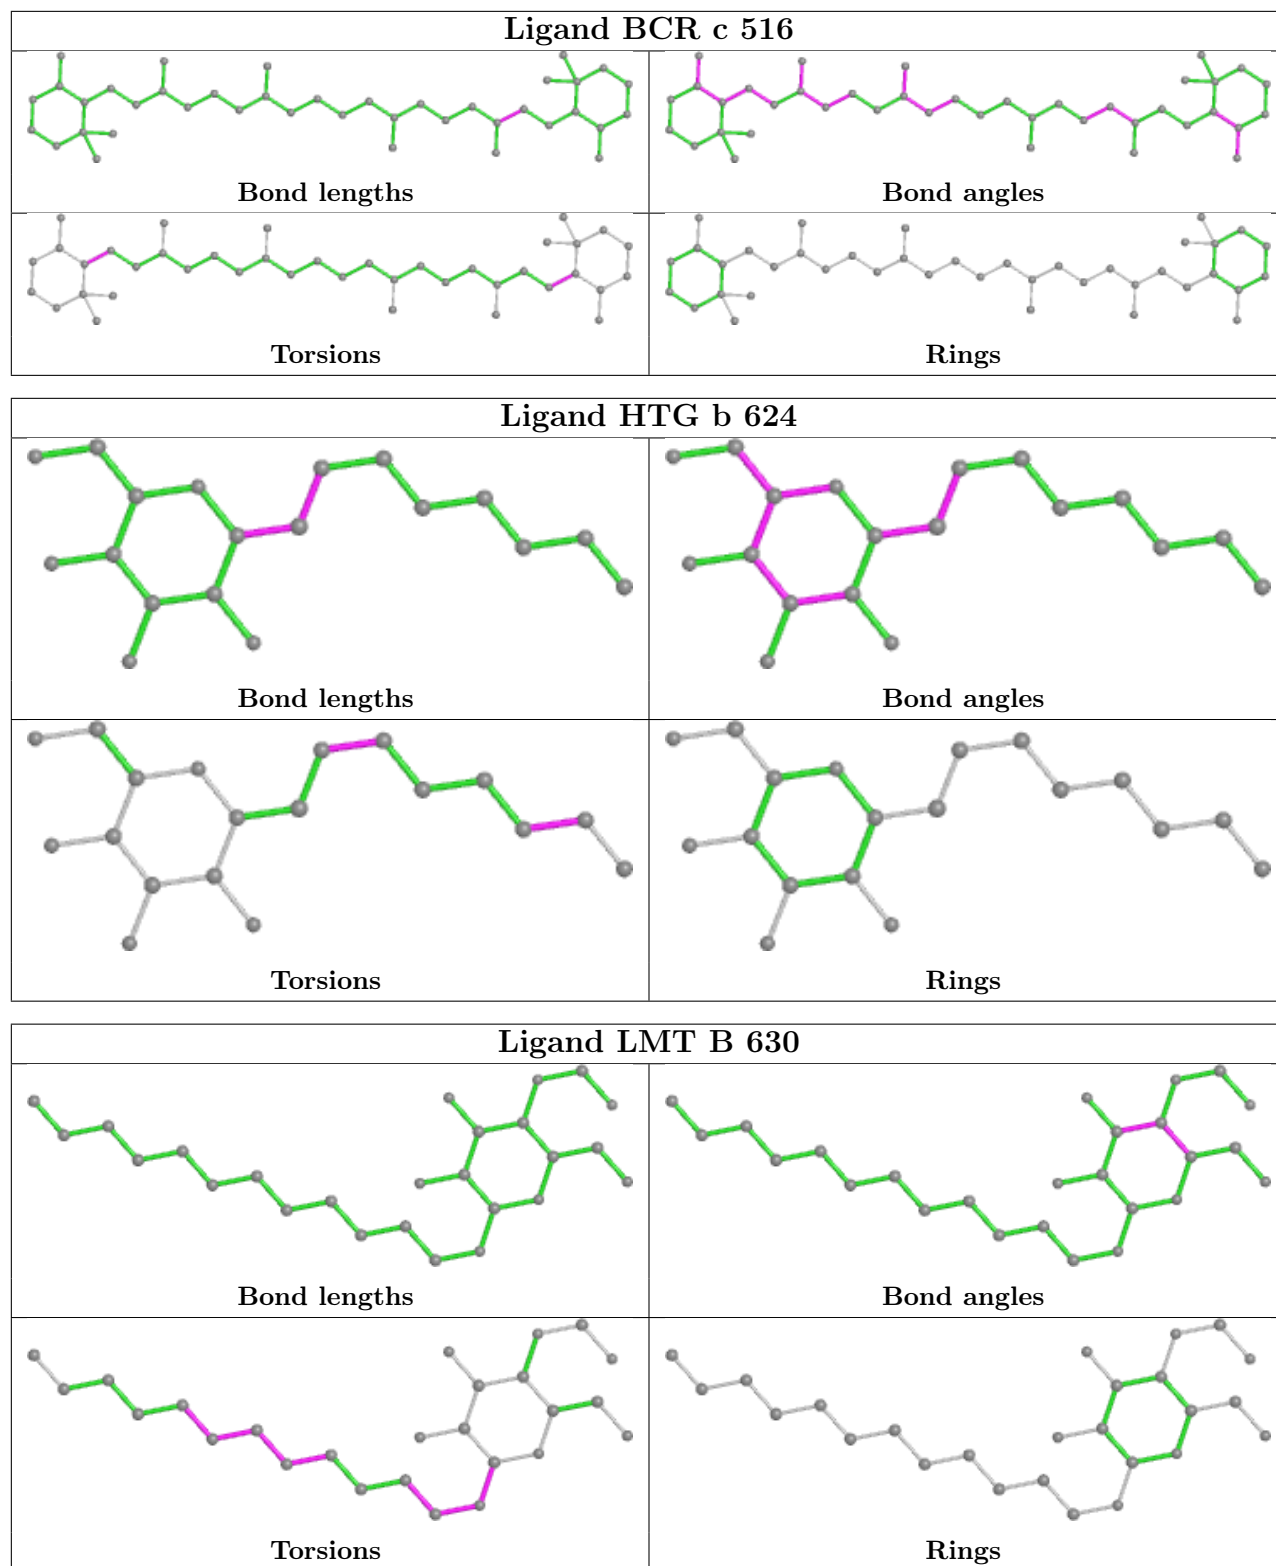 Ligand BCR c 516
Bond lengths
Bond angles
Torsions
Rings
Ligand HTG b 624
Bond lengths
Bond angles
Torsions
Rings
Ligand LMT B 630
Bond lengths
Bond angles
Torsions
Rings